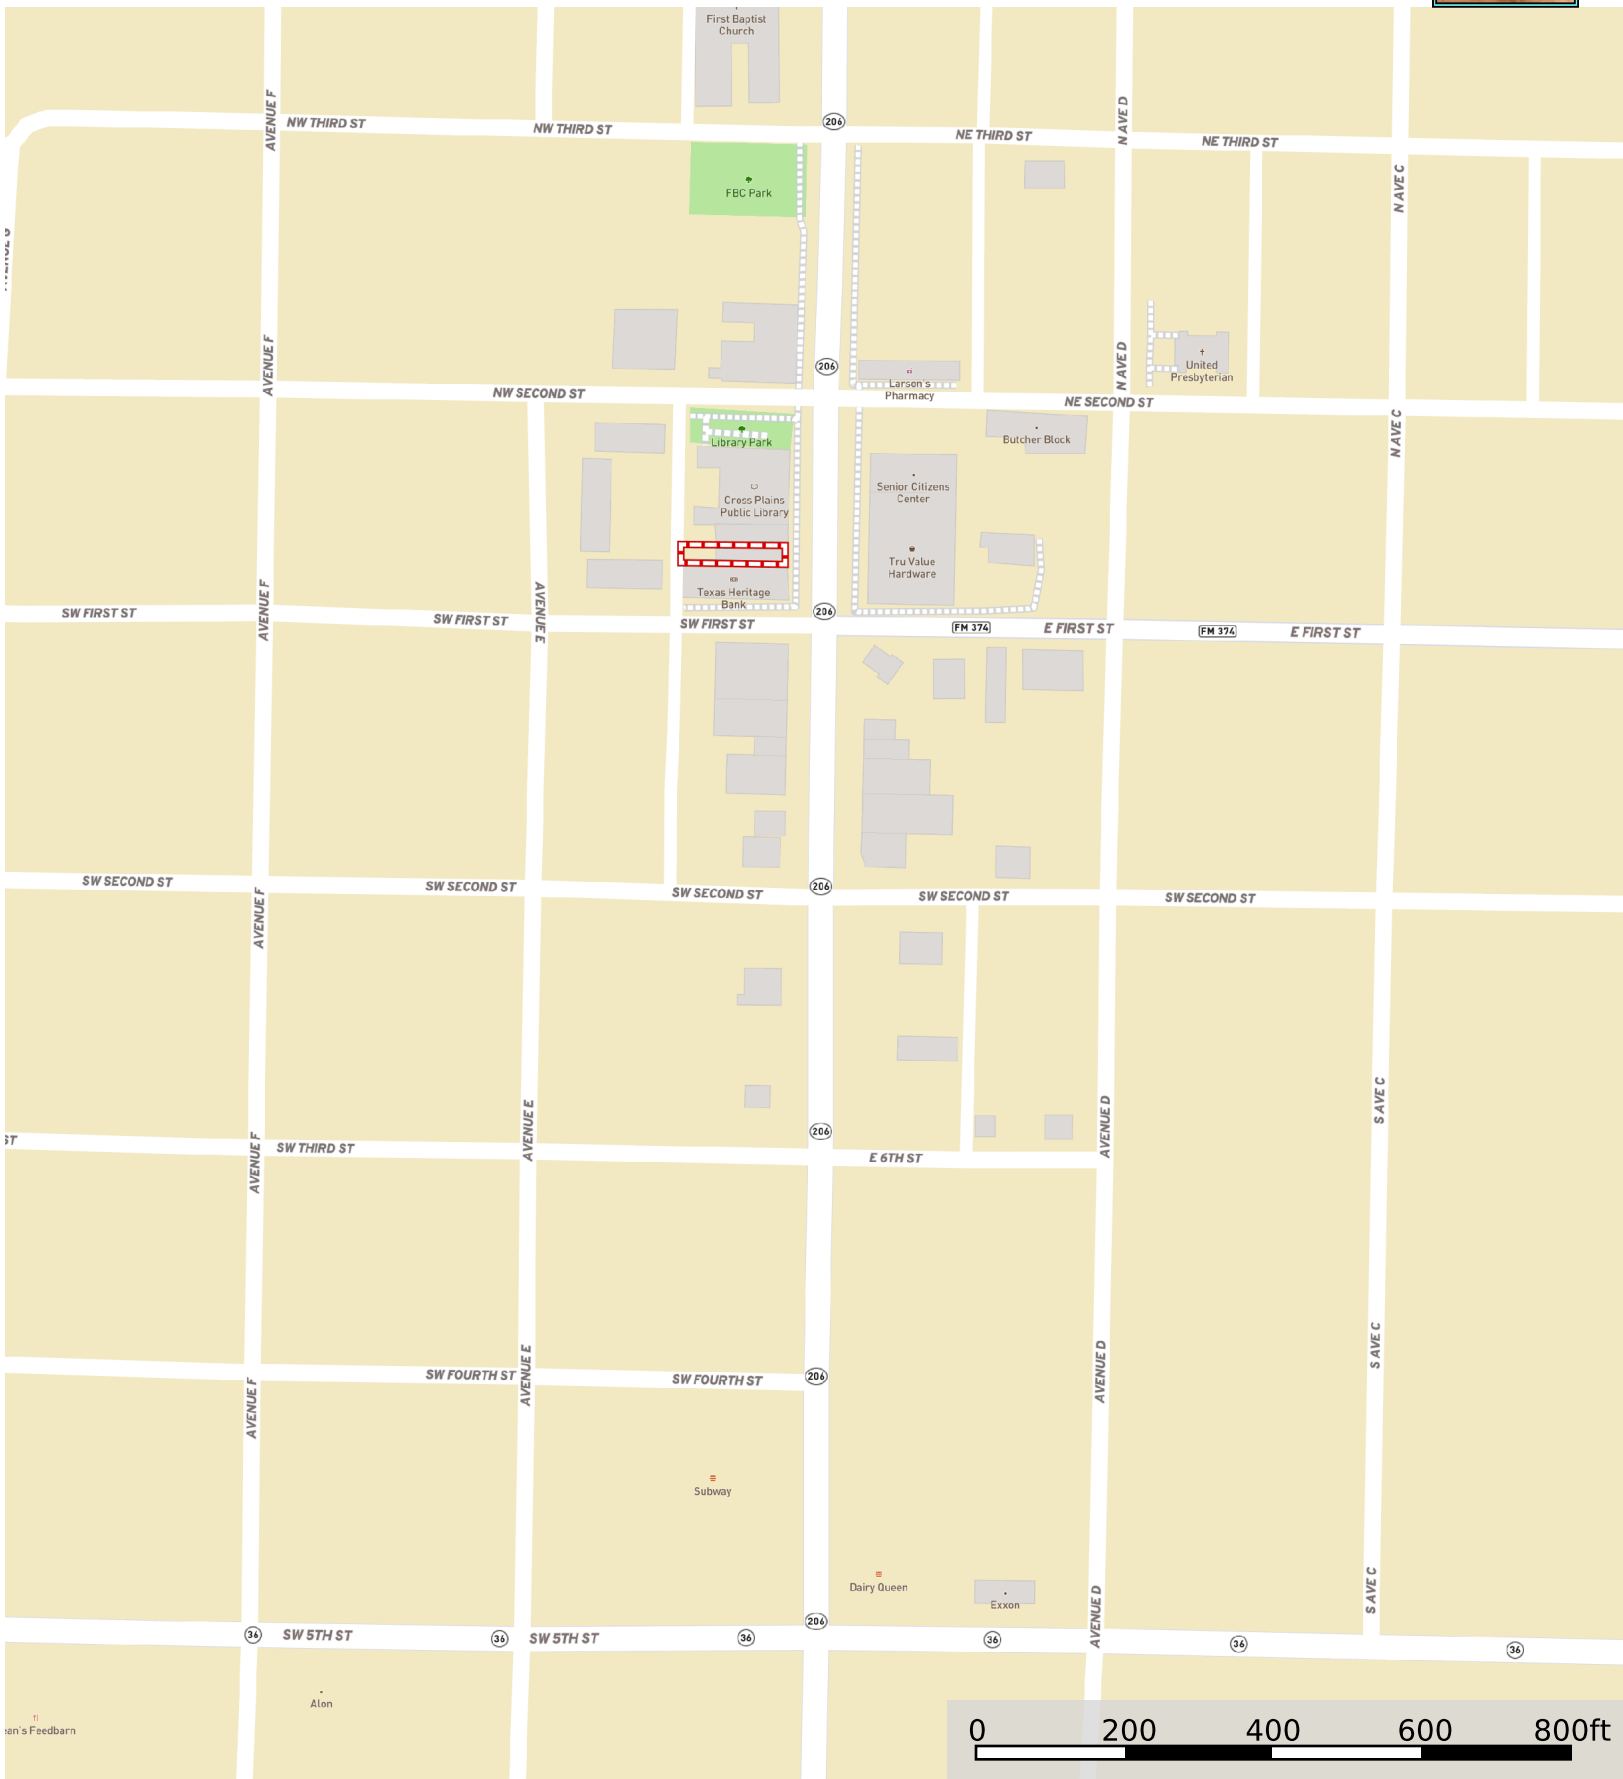 First Baptist
Church
AVENUE F
NW THIRD ST
NW THIRD ST
206
NE THIRD ST
N AVE D
NE THIRD ST
N AVE C
FBC Park
AVENUE F
NW SECOND ST
206
Larson's
Pharmacy
N AVE D
NE SECOND ST
United
Presbyterian
N AVE C
Library Park
Butcher Block
Cross Plains
Public Library
Senior Citizens
Center
Tru Value
Hardware
Texas Heritage
Bank
SW FIRST ST
AVENUE F
SW FIRST ST
AVENUE E
SW FIRST ST
206
FM 374
E FIRST ST
FM 374
E FIRST ST
SW SECOND ST
AVENUE F
SW SECOND ST
SW SECOND ST
206
SW SECOND ST
SW SECOND ST
ST
AVENUE F
SW THIRD ST
AVENUE E
206
E 6TH ST
AVENUE D
S AVE C
AVENUE F
SW FOURTH ST
AVENUE E
SW FOURTH ST
206
AVENUE D
S AVE C
Subway
Dairy Queen
Exxon
AVENUE D
S AVE C
36
SW 5TH ST
36
SW 5TH ST
36
206
36
36
36
Alon
ean's Feedbarn
0 200 400 600 800ft